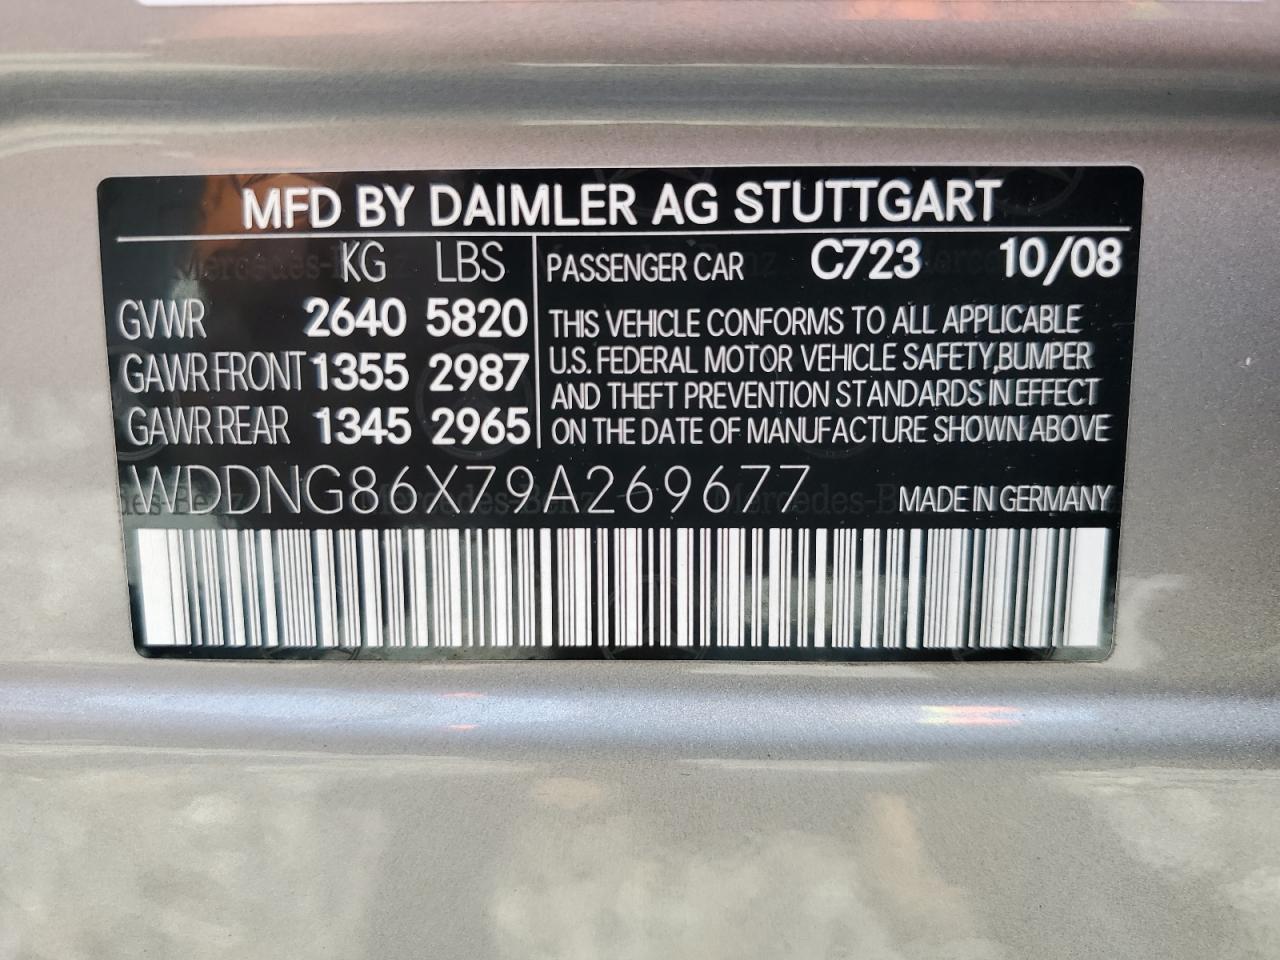 MFD BY DAIMLER AG STUTTGART
KG LBS
GVWR 2640 5820
GAWR FRONT 1355 2987
GAWR REAR 1345 2965
PASSENGER CAR C723 10/08
THIS VEHICLE CONFORMS TO ALL APPLICABLE
U.S. FEDERAL MOTOR VEHICLE SAFETY, BUMPER
AND THEFT PREVENTION STANDARDS IN EFFECT
ON THE DATE OF MANUFACTURE SHOWN ABOVE
WDDNG86X79A269677 MADE IN GERMANY